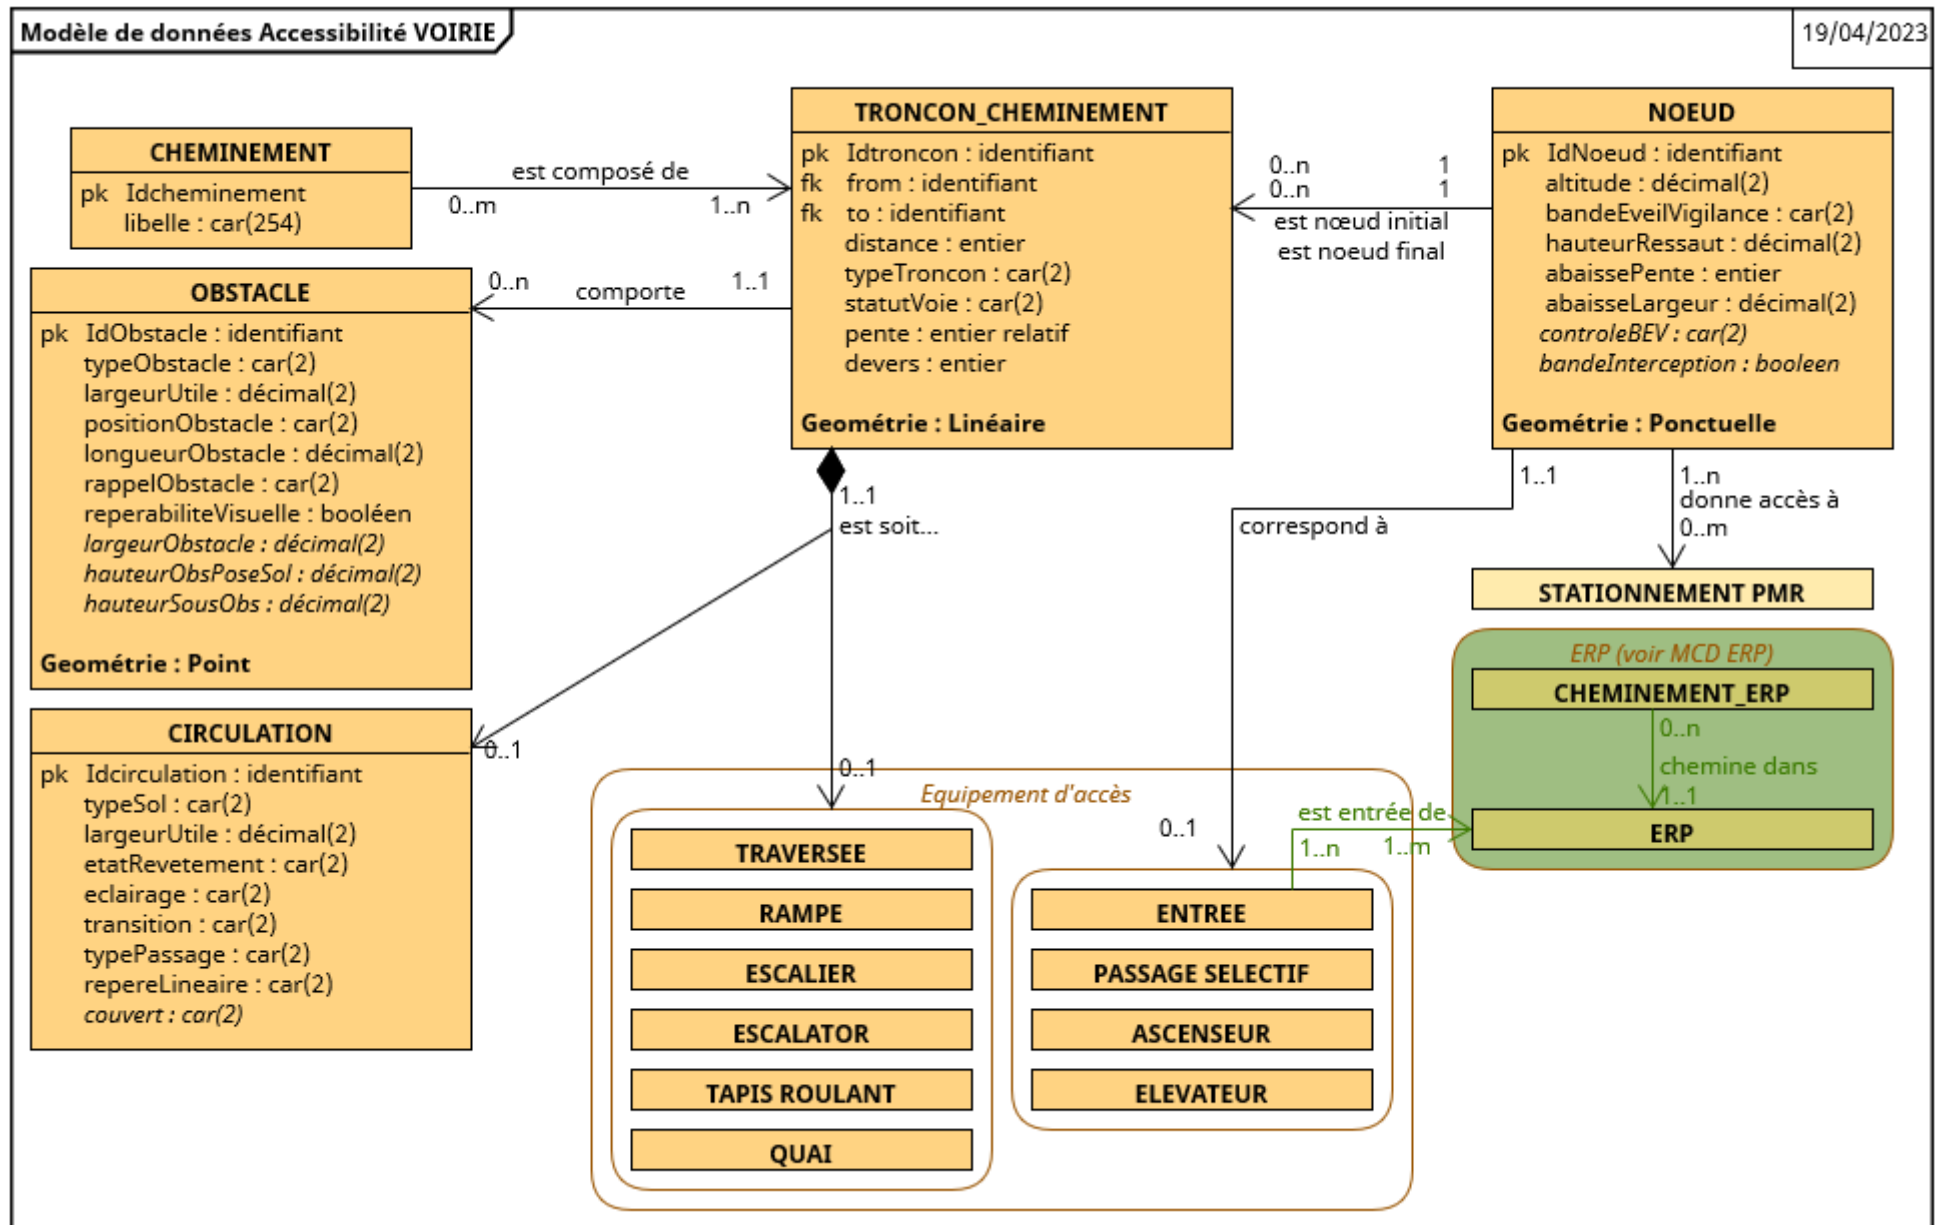 Modèle de données Accessibilité VOIRIE
19/04/2023
CHEMINEMENT
pk Idcheminement
libelle : car(254)
est composé de
0..m
1..n
TRONCON_CHEMINEMENT
pk Idtroncon : identifiant
fk from : identifiant
fk to : identifiant
distance : entier
typeTroncon : car(2)
statutVoie : car(2)
pente : entier relatif
devers : entier
Geométrie : Linéaire
0..n 1
0..n 1
est nœud initial
est noeud final
NOEUD
pk IdNoeud : identifiant
altitude : décimal(2)
bandeEveilVigilance : car(2)
hauteurRessaut : décimal(2)
abaissePente : entier
abaisseLargeur : décimal(2)
controleBEV : car(2)
bandeInterception : booleen
Geométrie : Ponctuelle
OBSTACLE
pk IdObstacle : identifiant
typeObstacle : car(2)
largeurUtile : décimal(2)
positionObstacle : car(2)
longueurObstacle : décimal(2)
rappelObstacle : car(2)
reperabiliteVisuelle : booléen
largeurObstacle : décimal(2)
hauteurObsPoseSol : décimal(2)
hauteurSousObs : décimal(2)
Geométrie : Point
0..n
comporte
1..1
1..1
est soit...
0..1
0..1
1..1
correspond à
0..1
1..n
donne accès à
0..m
STATIONNEMENT PMR
ERP (voir MCD ERP)
CHEMINEMENT_ERP
0..n
chemine dans
1..1
ERP
est entrée de
1..n
1..m
CIRCULATION
pk Idcirculation : identifiant
typeSol : car(2)
largeurUtile : décimal(2)
etatRevetement : car(2)
eclairage : car(2)
transition : car(2)
typePassage : car(2)
repereLineaire : car(2)
couvert : car(2)
Equipement d'accès
TRAVERSEE
RAMPE
ESCALIER
ESCALATOR
TAPIS ROULANT
QUAI
ENTREE
PASSAGE SELECTIF
ASCENSEUR
ELEVATEUR